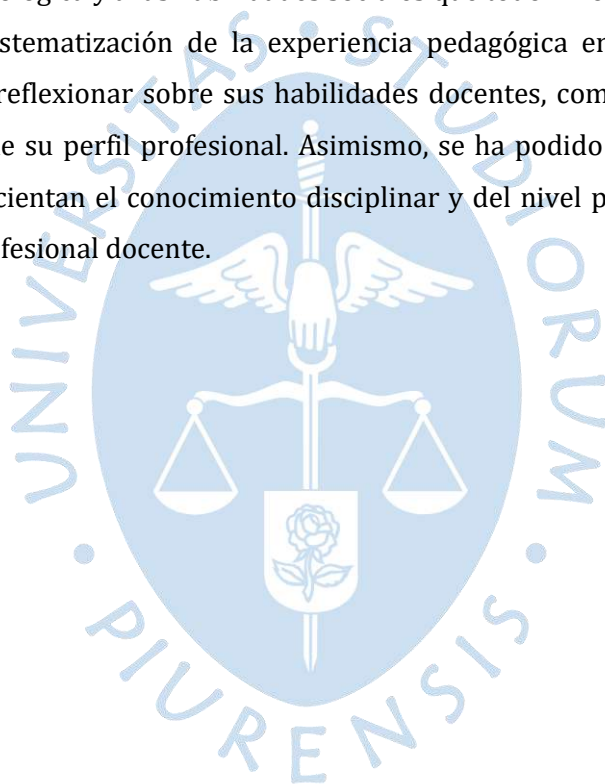 stematización de la experiencia pedagógica en
reflexionar sobre sus habilidades docentes, com
e su perfil profesional. Asimismo, se ha podido
cientan el conocimiento disciplinar y del nivel p
fesional docente.
UNIVERSITAS • STUDIORUM • PIURENSIS •